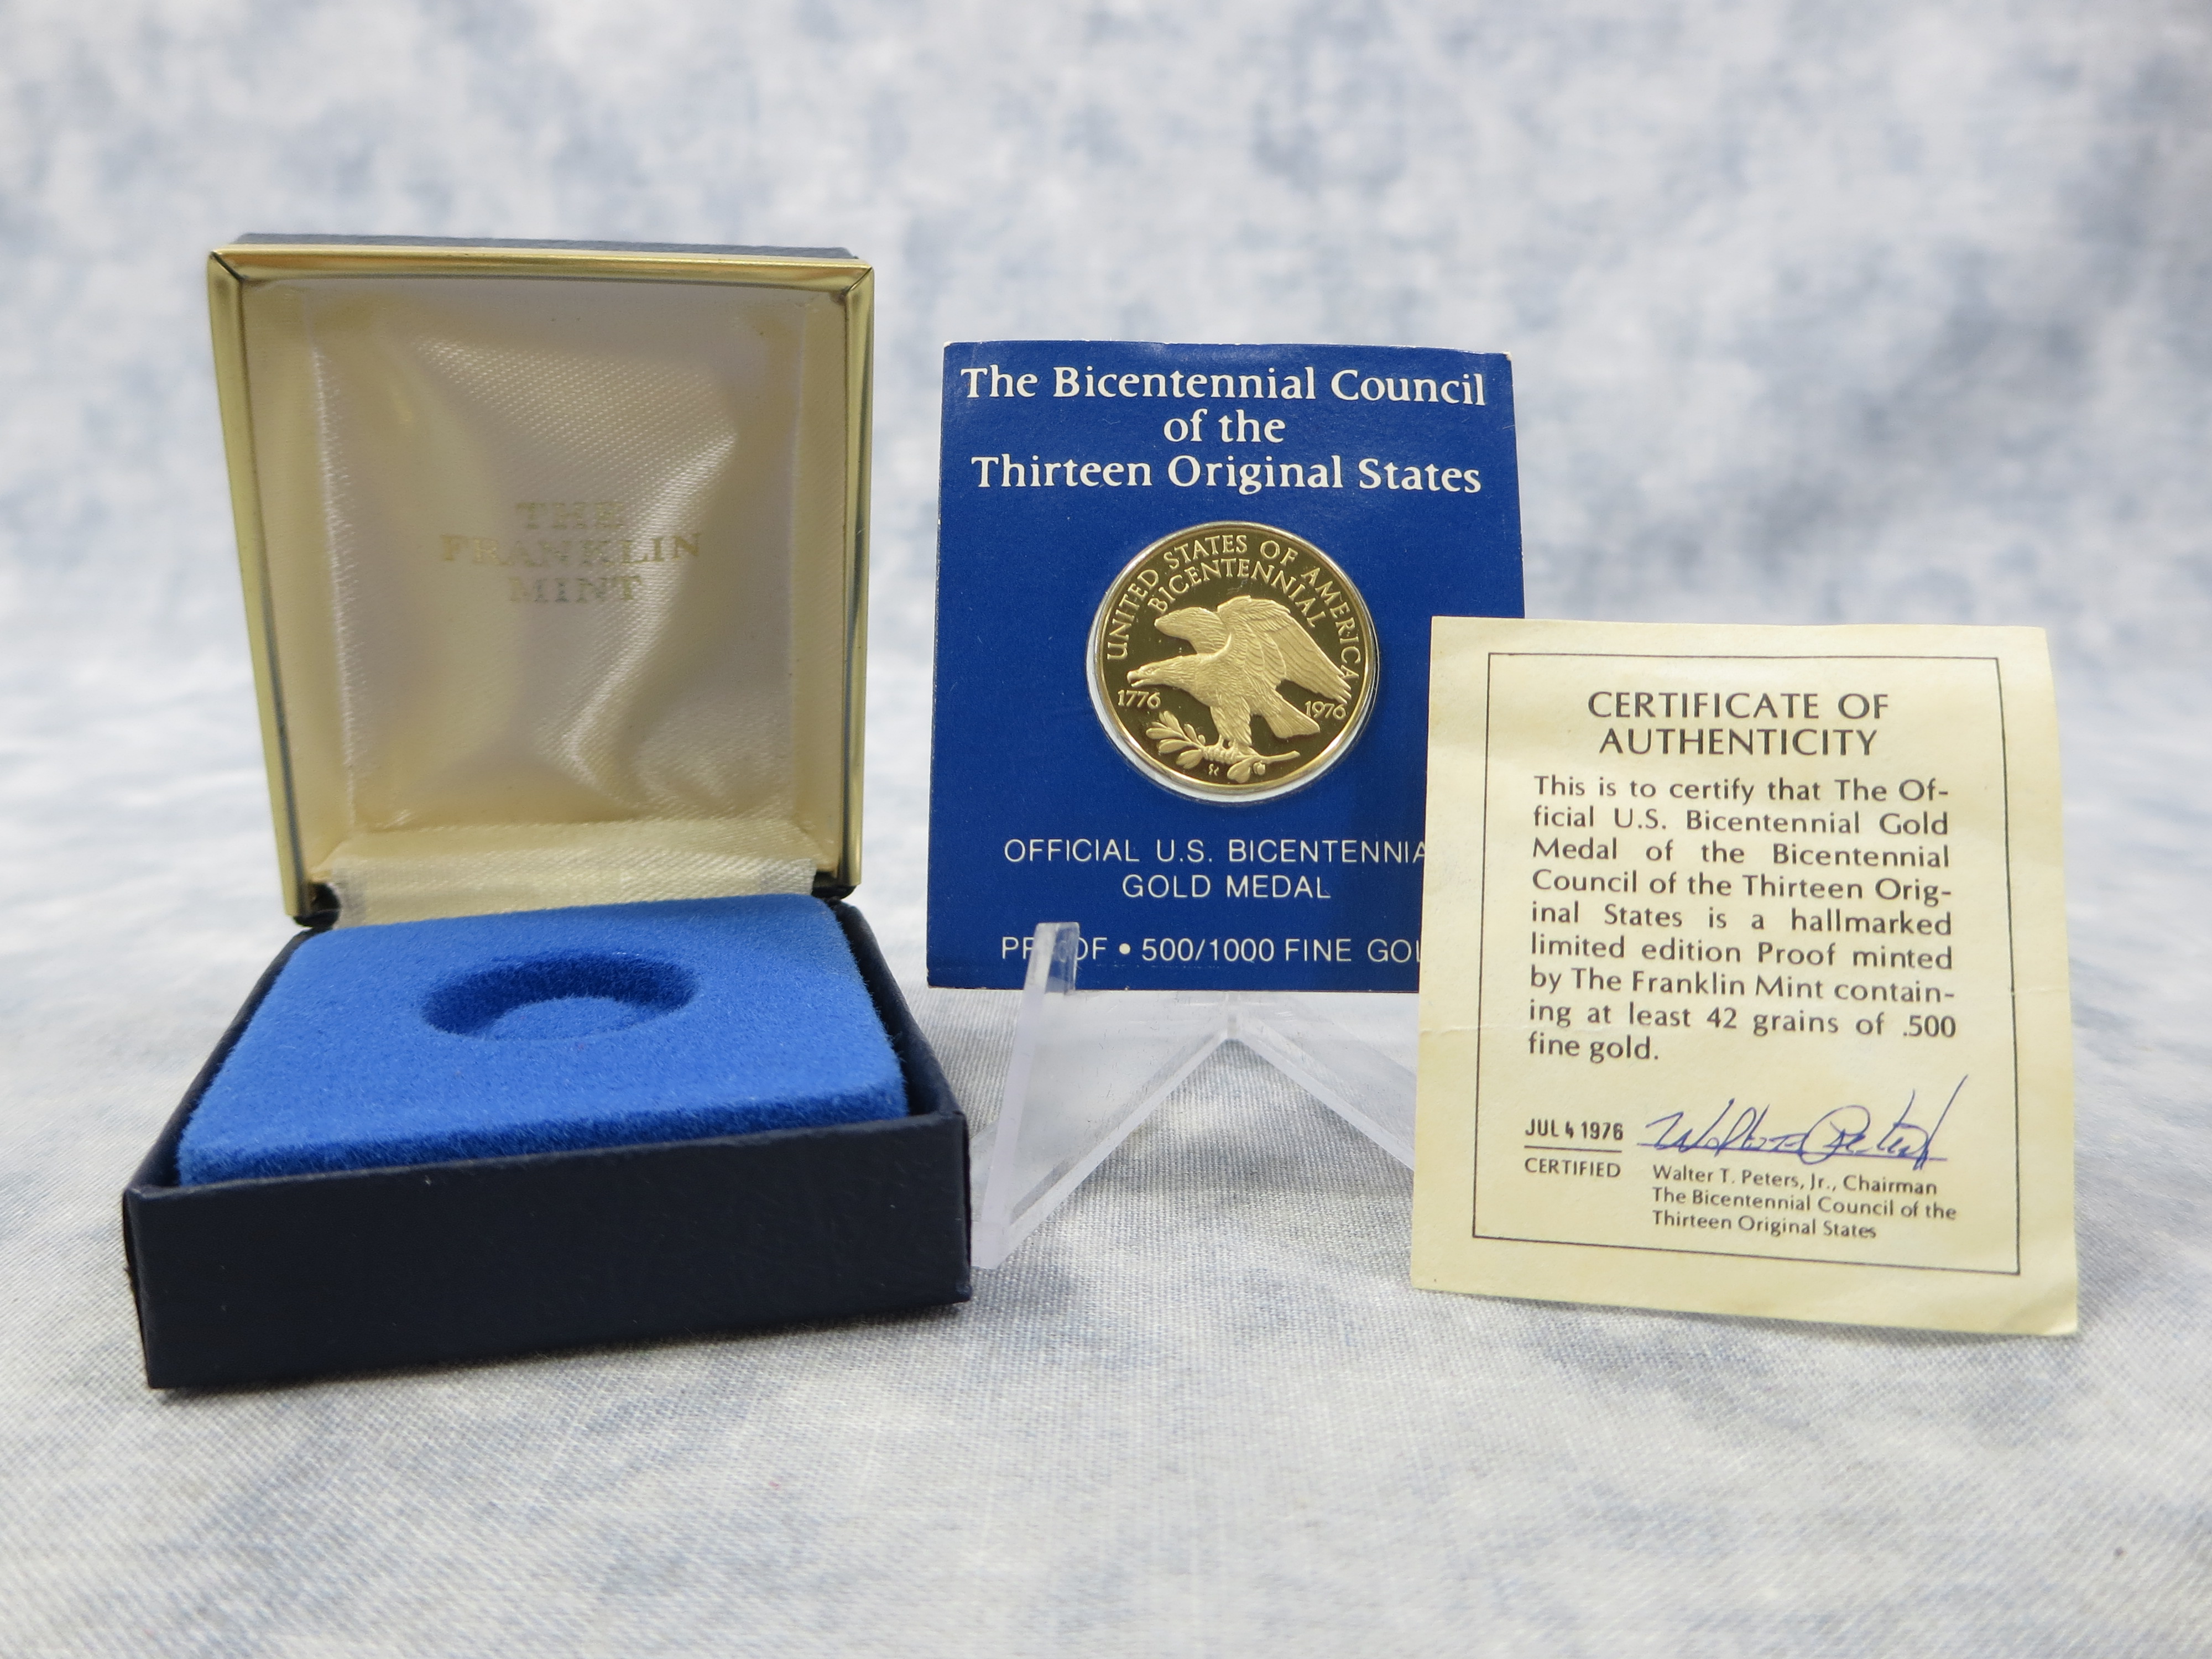 THE
FRANKLIN
MINT
The Bicentennial Council
of the
Thirteen Original States
UNITED STATES OF AMERICA
BICENTENNIAL
1776
1976
OFFICIAL U.S. BICENTENNIA
GOLD MEDAL
PROOF • 500/1000 FINE GOL
CERTIFICATE OF
AUTHENTICITY
This is to certify that The Of-
ficial U.S. Bicentennial Gold
Medal of the Bicentennial
Council of the Thirteen Orig-
inal States is a hallmarked
limited edition Proof minted
by The Franklin Mint contain-
ing at least 42 grains of .500
fine gold.
JUL 4 1976
CERTIFIED
Walter T. Peters, Jr., Chairman
The Bicentennial Council of the
Thirteen Original States